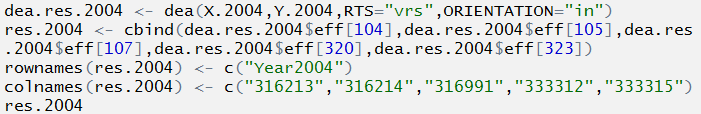 dea.res.2004 <- dea(X.2004,Y.2004,RTS="vrs",ORIENTATION="in")
res.2004 <- cbind(dea.res.2004$eff[104],dea.res.2004$eff[105],dea.res
.2004$eff[107],dea.res.2004$eff[320],dea.res.2004$eff[323])
rownames(res.2004) <- c("Year2004")
colnames(res.2004) <- c("316213","316214","316991","333312","333315")
res.2004